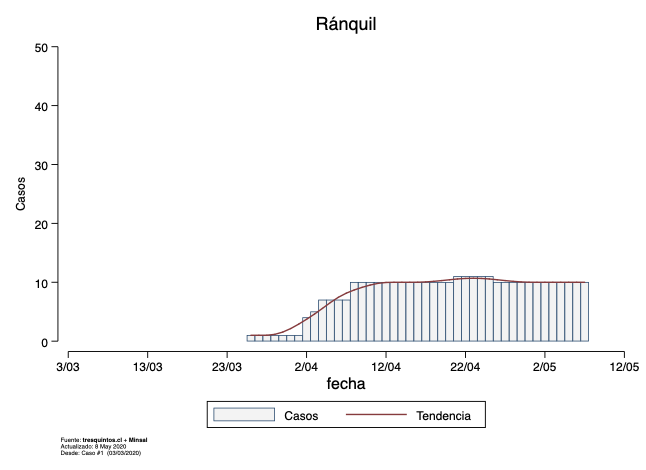 Ránquil
Casos
50
40
30
20
10
0
3/03 13/03 23/03 2/04 12/04 22/04 2/05 12/05
fecha
Casos Tendencia
Fuente: tresquintos.cl + Minsal
Actualizado: 8 May 2020
Desde: Caso #1 (03/03/2020)